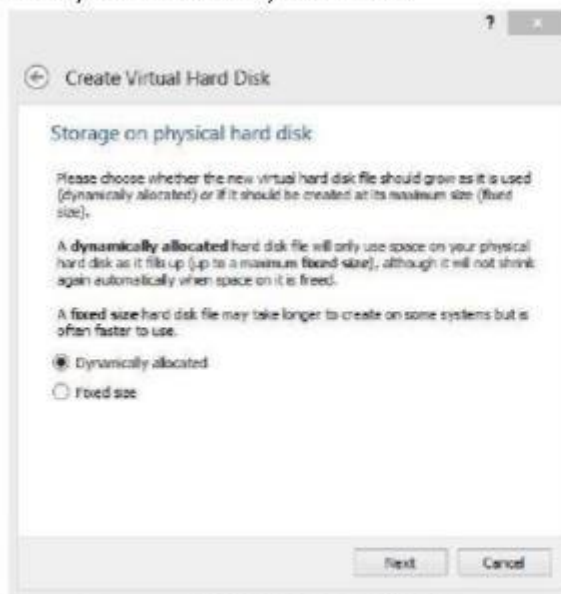 ?
Create Virtual Hard Disk
Storage on physical hard disk
Please choose whether the new virtual hard disk file should grow as it is used
(dynamically allocated) or if it should be created at its maximum size (fixed
size).
A dynamically allocated hard disk file will only use space on your physical
hard disk as it fills up (up to a maximum fixed size), although it will not shrink
again automatically when space on it is freed.
A fixed size hard disk file may take longer to create on some systems but is
often faster to use.
Dynamically allocated
Fixed size
Next Cancel